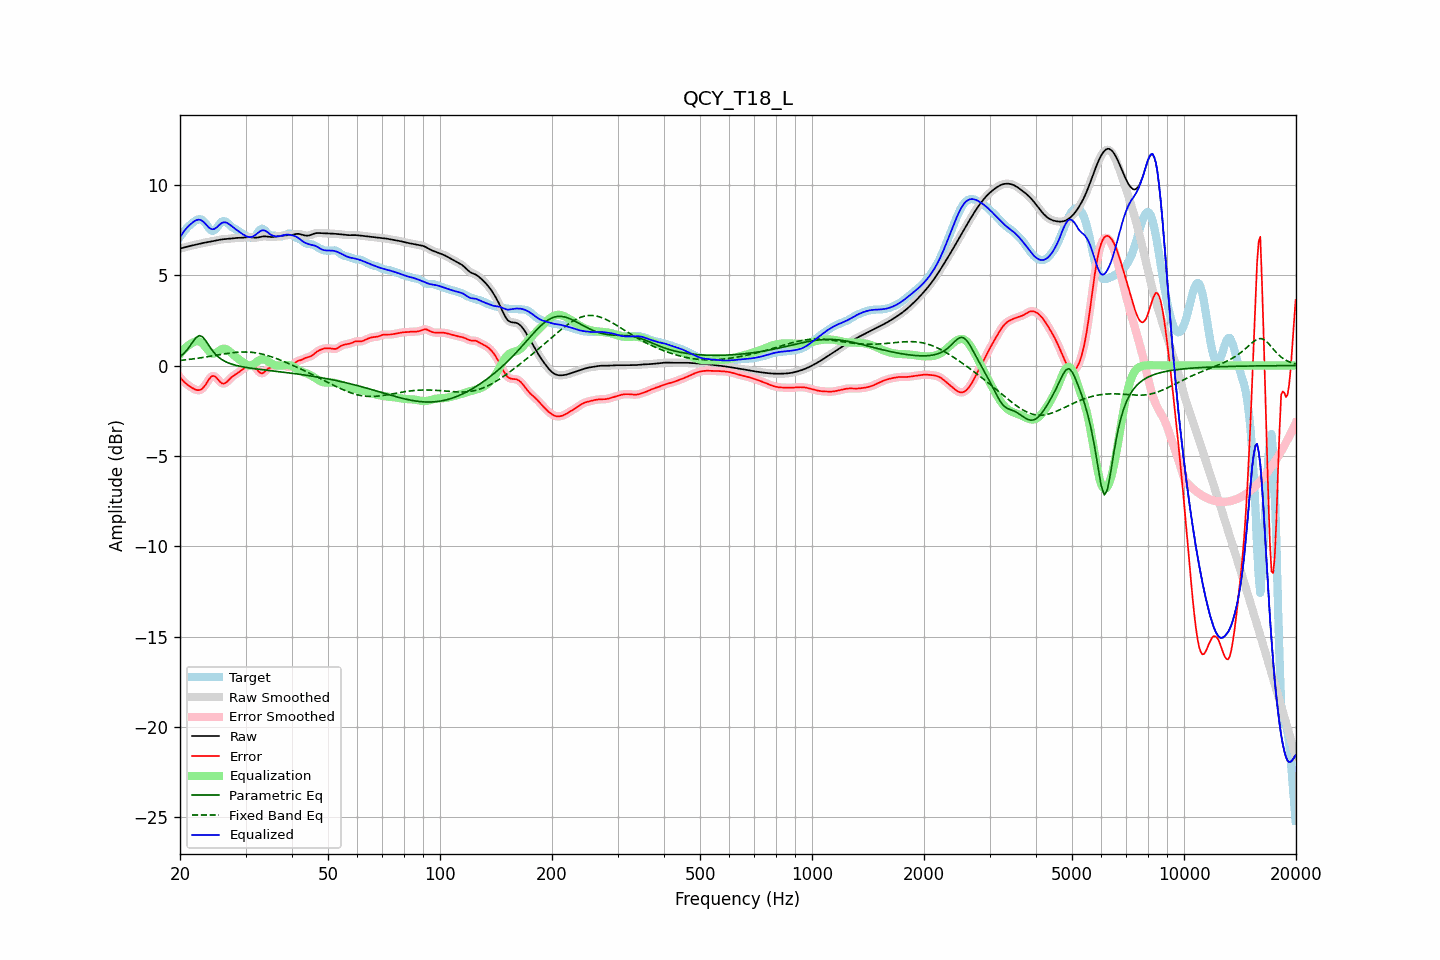 QCY_T18_L
Amplitude (dBr)
10
5
0
−5
−10
−15
−20
−25
Target
Raw Smoothed
Error Smoothed
Raw
Error
Equalization
Parametric Eq
Fixed Band Eq
Equalized
20 50 100 200 500 1000 2000 5000 10000 20000
Frequency (Hz)